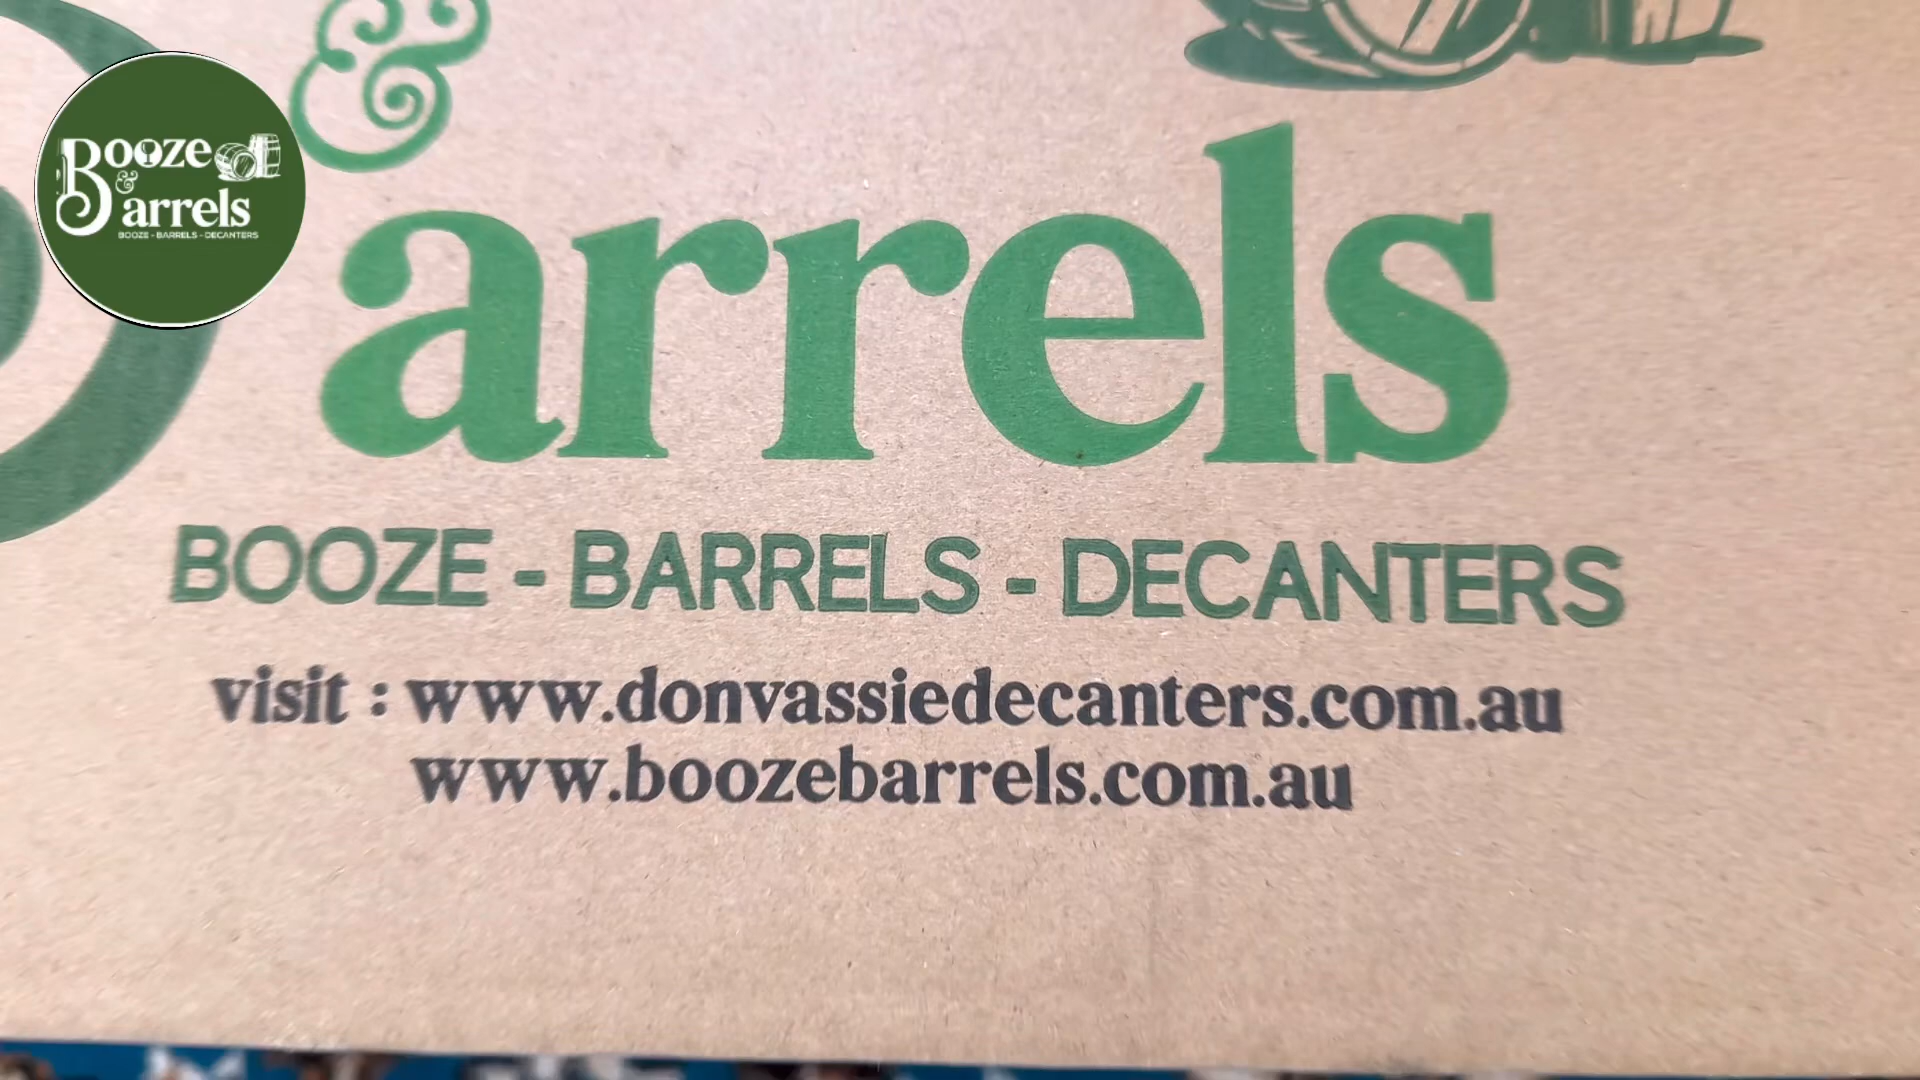 Booze
&
Barrels
BOOZE - BARRELS - DECANTERS
&
arrels
BOOZE - BARRELS - DECANTERS
visit : www.donvassiedecanters.com.au
www.boozebarrels.com.au